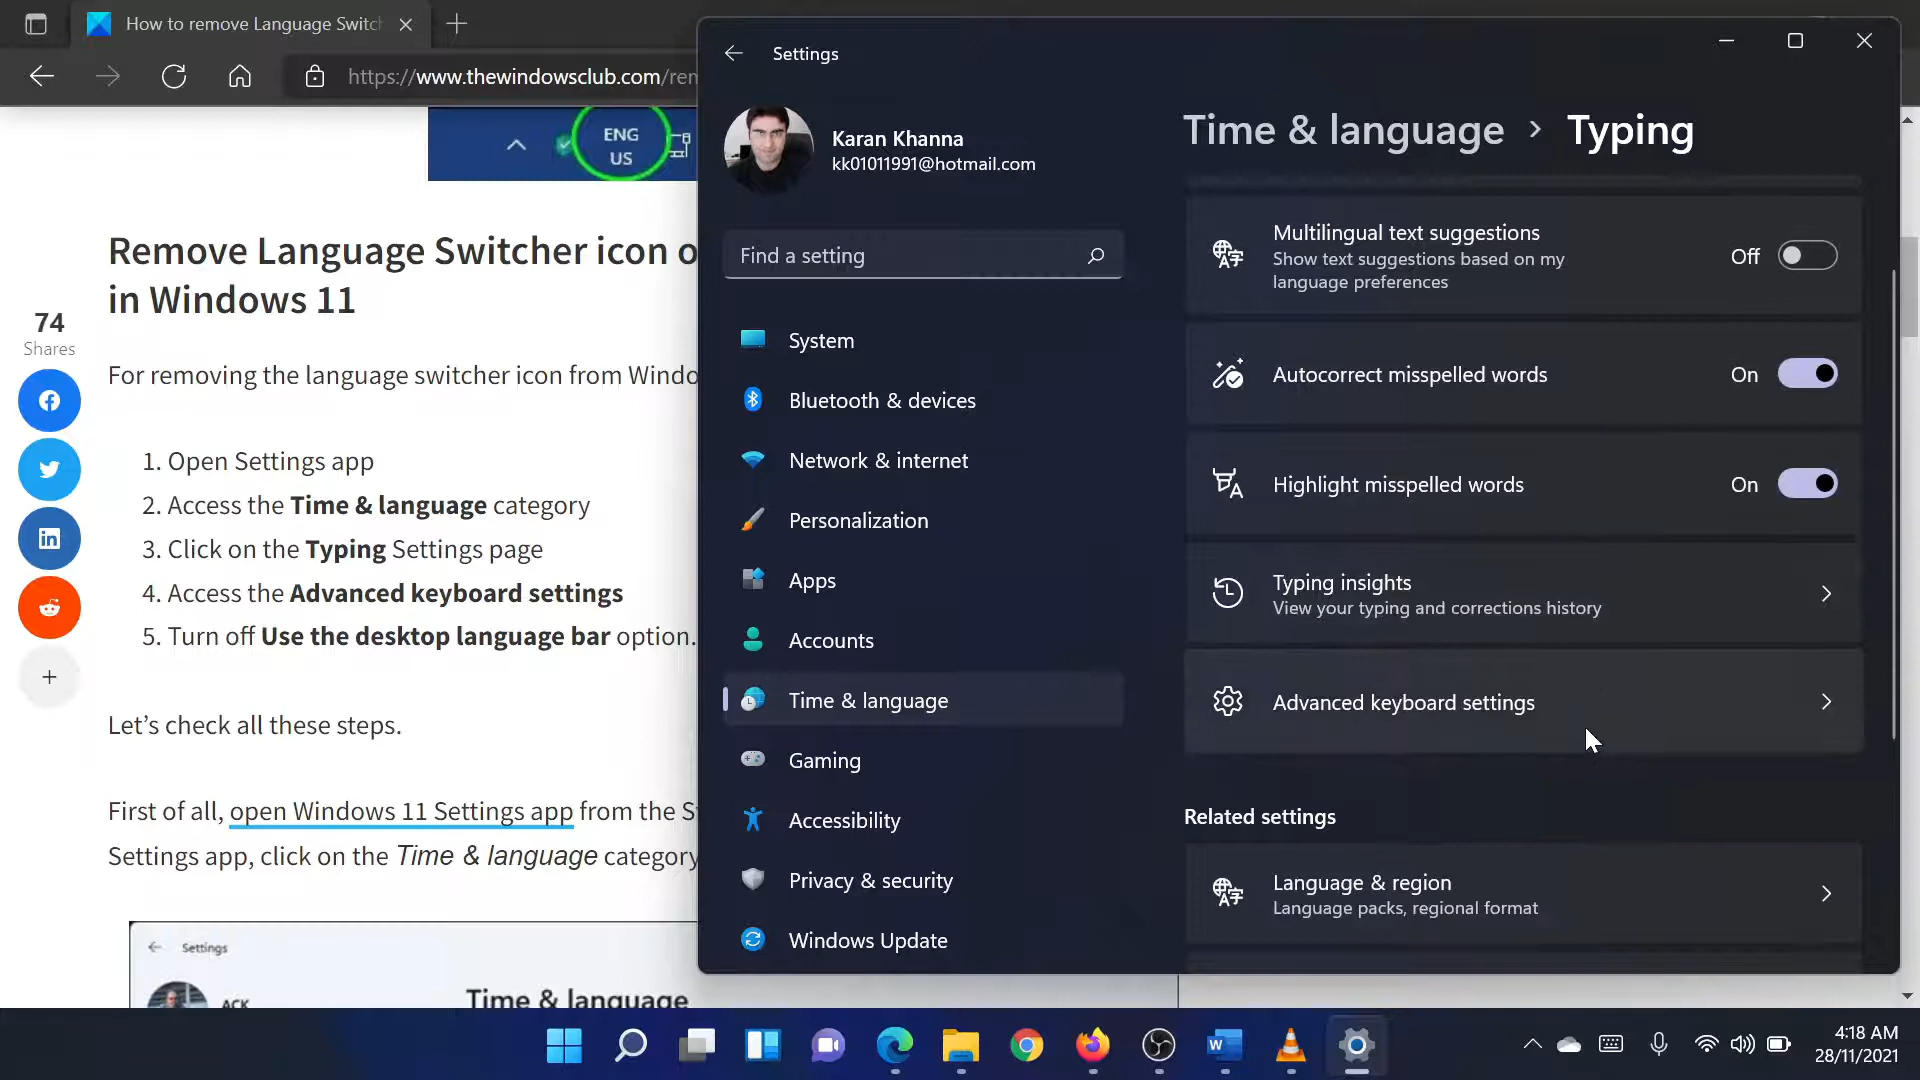 How to remove Language Switch
https://www.thewindowsclub.com/rem
ENG
US
Remove Language Switcher icon o
in Windows 11
74
Shares
For removing the language switcher icon from Windo
1. Open Settings app
2. Access the Time & language category
3. Click on the Typing Settings page
4. Access the Advanced keyboard settings
5. Turn off Use the desktop language bar option.
Let’s check all these steps.
First of all, open Windows 11 Settings app from the S
Settings app, click on the Time & language category
Settings
ACK
Time & language
Settings
Karan Khanna
kk01011991@hotmail.com
Find a setting
System
Bluetooth & devices
Network & internet
Personalization
Apps
Accounts
Time & language
Gaming
Accessibility
Privacy & security
Windows Update
Time & language > Typing
Multilingual text suggestions
Show text suggestions based on my
language preferences
Off
Autocorrect misspelled words
On
Highlight misspelled words
On
Typing insights
View your typing and corrections history
Advanced keyboard settings
Related settings
Language & region
Language packs, regional format
4:18 AM
28/11/2021